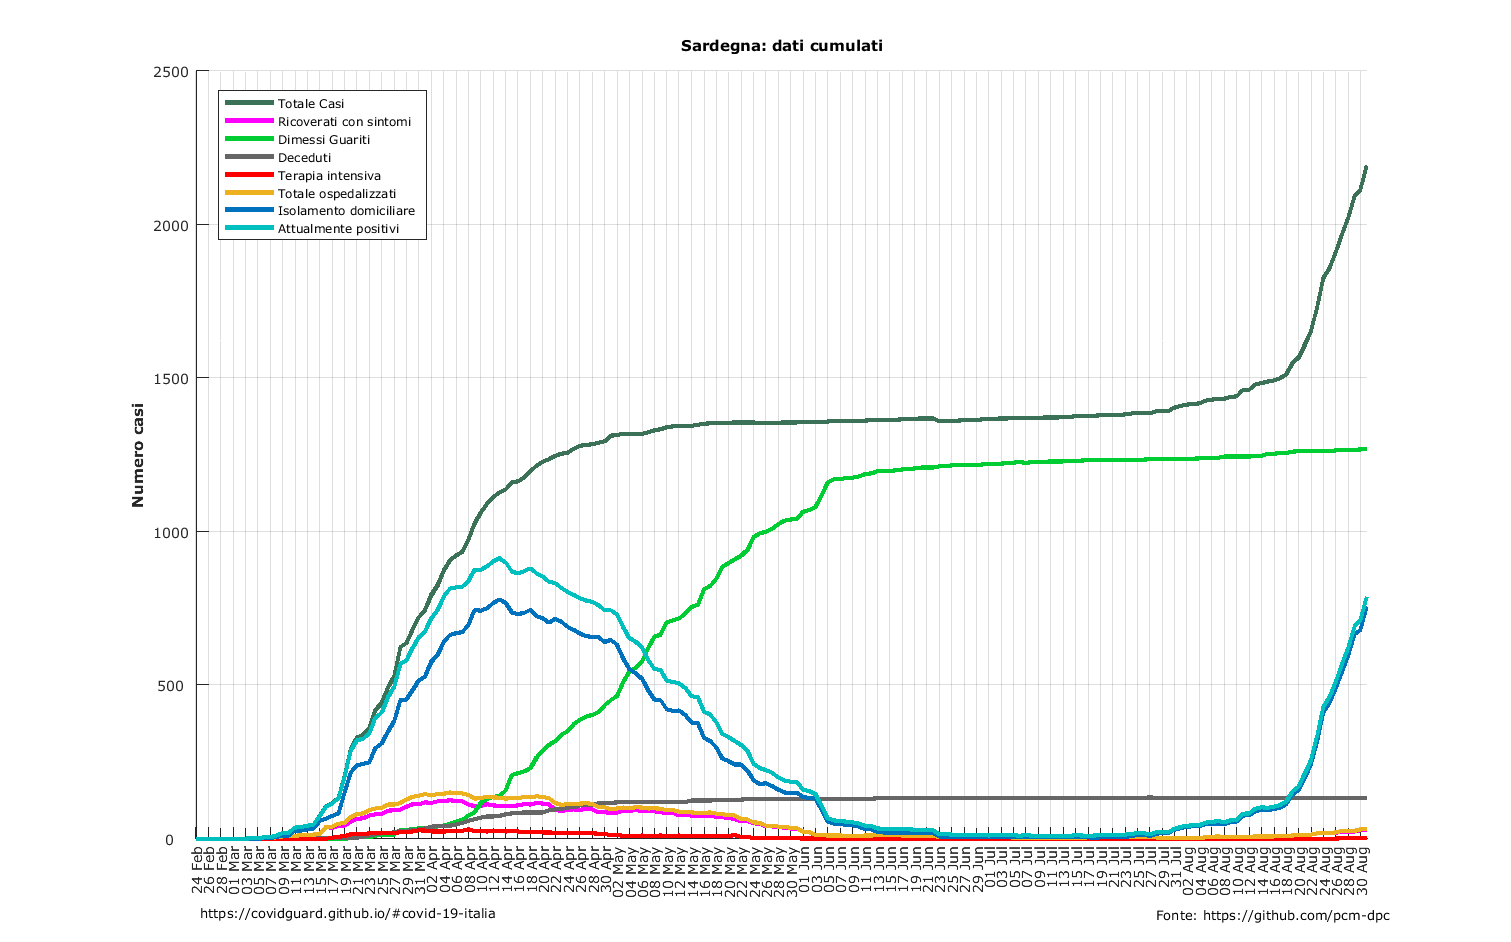 Sardegna: dati cumulati
2500
2000
1500
1000
500
0
Numero casi
Totale Casi
Ricoverati con sintomi
Dimessi Guariti
Deceduti
Terapia intensiva
Totale ospedalizzati
Isolamento domiciliare
Attualmente positivi
24 Feb
26 Feb
28 Feb
01 Mar
03 Mar
05 Mar
07 Mar
09 Mar
11 Mar
13 Mar
15 Mar
17 Mar
19 Mar
21 Mar
23 Mar
25 Mar
27 Mar
29 Mar
31 Mar
02 Apr
04 Apr
06 Apr
08 Apr
10 Apr
12 Apr
14 Apr
16 Apr
18 Apr
20 Apr
22 Apr
24 Apr
26 Apr
28 Apr
30 Apr
02 May
04 May
06 May
08 May
10 May
12 May
14 May
16 May
18 May
20 May
22 May
24 May
26 May
28 May
30 May
01 Jun
03 Jun
05 Jun
07 Jun
09 Jun
11 Jun
13 Jun
15 Jun
17 Jun
19 Jun
21 Jun
23 Jun
25 Jun
27 Jun
29 Jun
01 Jul
03 Jul
05 Jul
07 Jul
09 Jul
11 Jul
13 Jul
15 Jul
17 Jul
19 Jul
21 Jul
23 Jul
25 Jul
27 Jul
29 Jul
31 Jul
02 Aug
04 Aug
06 Aug
08 Aug
10 Aug
12 Aug
14 Aug
16 Aug
18 Aug
20 Aug
22 Aug
24 Aug
26 Aug
28 Aug
30 Aug
https://covidguard.github.io/#covid-19-italia
Fonte: https://github.com/pcm-dpc